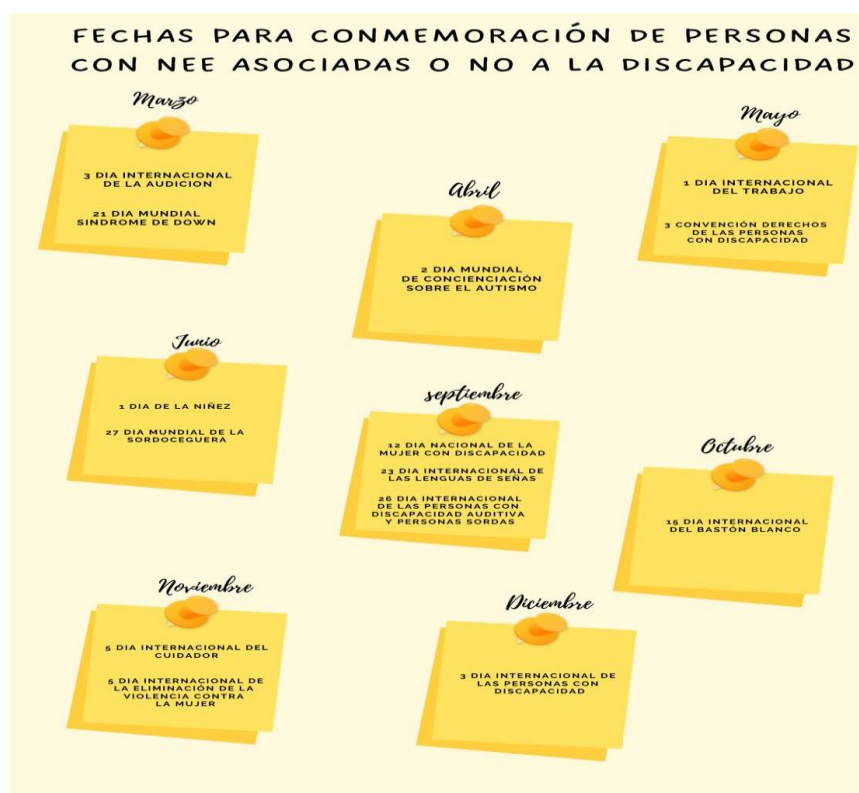 FECHAS PARA CONMEMORACIÓN DE PERSONAS
CON NEE ASOCIADAS O NO A LA DISCAPACIDAD
Marzo
3 DIA INTERNACIONAL
DE LA AUDICION
21 DIA MUNDIAL
SINDROME DE DOWN
Abril
2 DIA MUNDIAL
DE CONCIENCIACIÓN
SOBRE EL AUTISMO
Mayo
1 DIA INTERNACIONAL
DEL TRABAJO
3 CONVENCIÓN DERECHOS
DE LAS PERSONAS
CON DISCAPACIDAD
Junio
1 DIA DE LA NIÑEZ
27 DIA MUNDIAL DE LA
SORDOCEGUERA
septiembre
12 DIA NACIONAL DE LA
MUJER CON DISCAPACIDAD
23 DIA INTERNACIONAL DE
LAS LENGUAS DE SEÑAS
26 DIA INTERNACIONAL
DE LAS PERSONAS CON
DISCAPACIDAD AUDITIVA
Y PERSONAS SORDAS
Octubre
15 DIA INTERNACIONAL
DEL BASTÓN BLANCO
Noviembre
5 DIA INTERNACIONAL DEL
CUIDADOR
5 DIA INTERNACIONAL DE
LA ELIMINACIÓN DE LA
VIOLENCIA CONTRA
LA MUJER
Diciembre
3 DIA INTERNACIONAL DE
LAS PERSONAS CON
DISCAPACIDAD